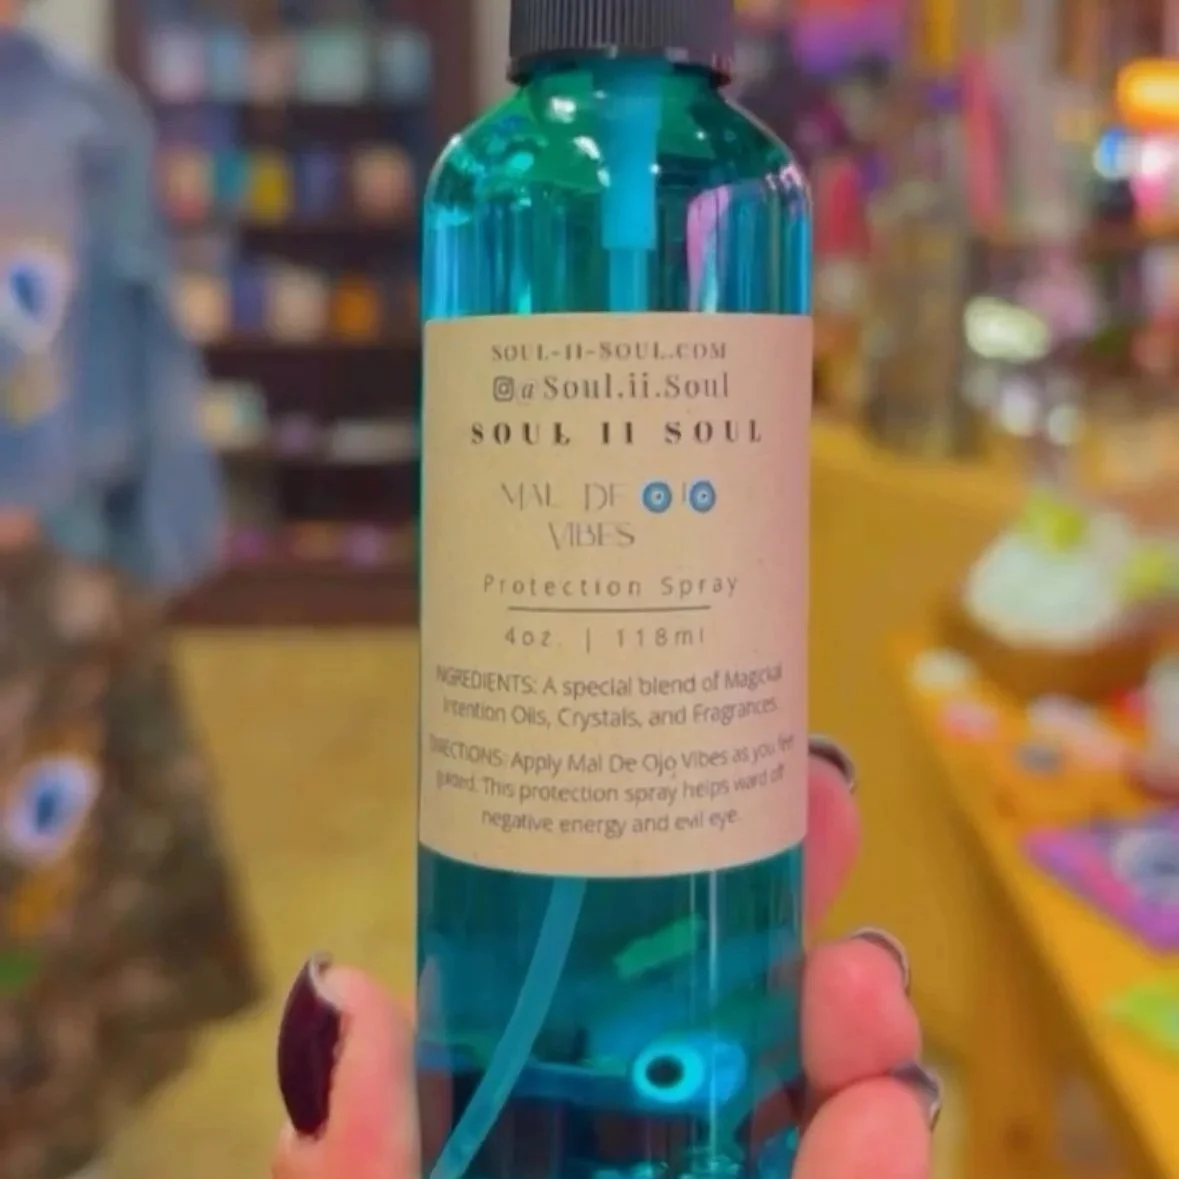 SOUL-II-SOUL.COM
@Soul.ii.Soul
SOUL II SOUL
MAL DE OJO
VIBES
Protection Spray
4oz. | 118ml
INGREDIENTS: A special blend of Magickal
Intention Oils, Crystals, and Fragrances.
DIRECTIONS: Apply Mal De Ojo Vibes as you feel
guided. This protection spray helps ward off
negative energy and evil eye.